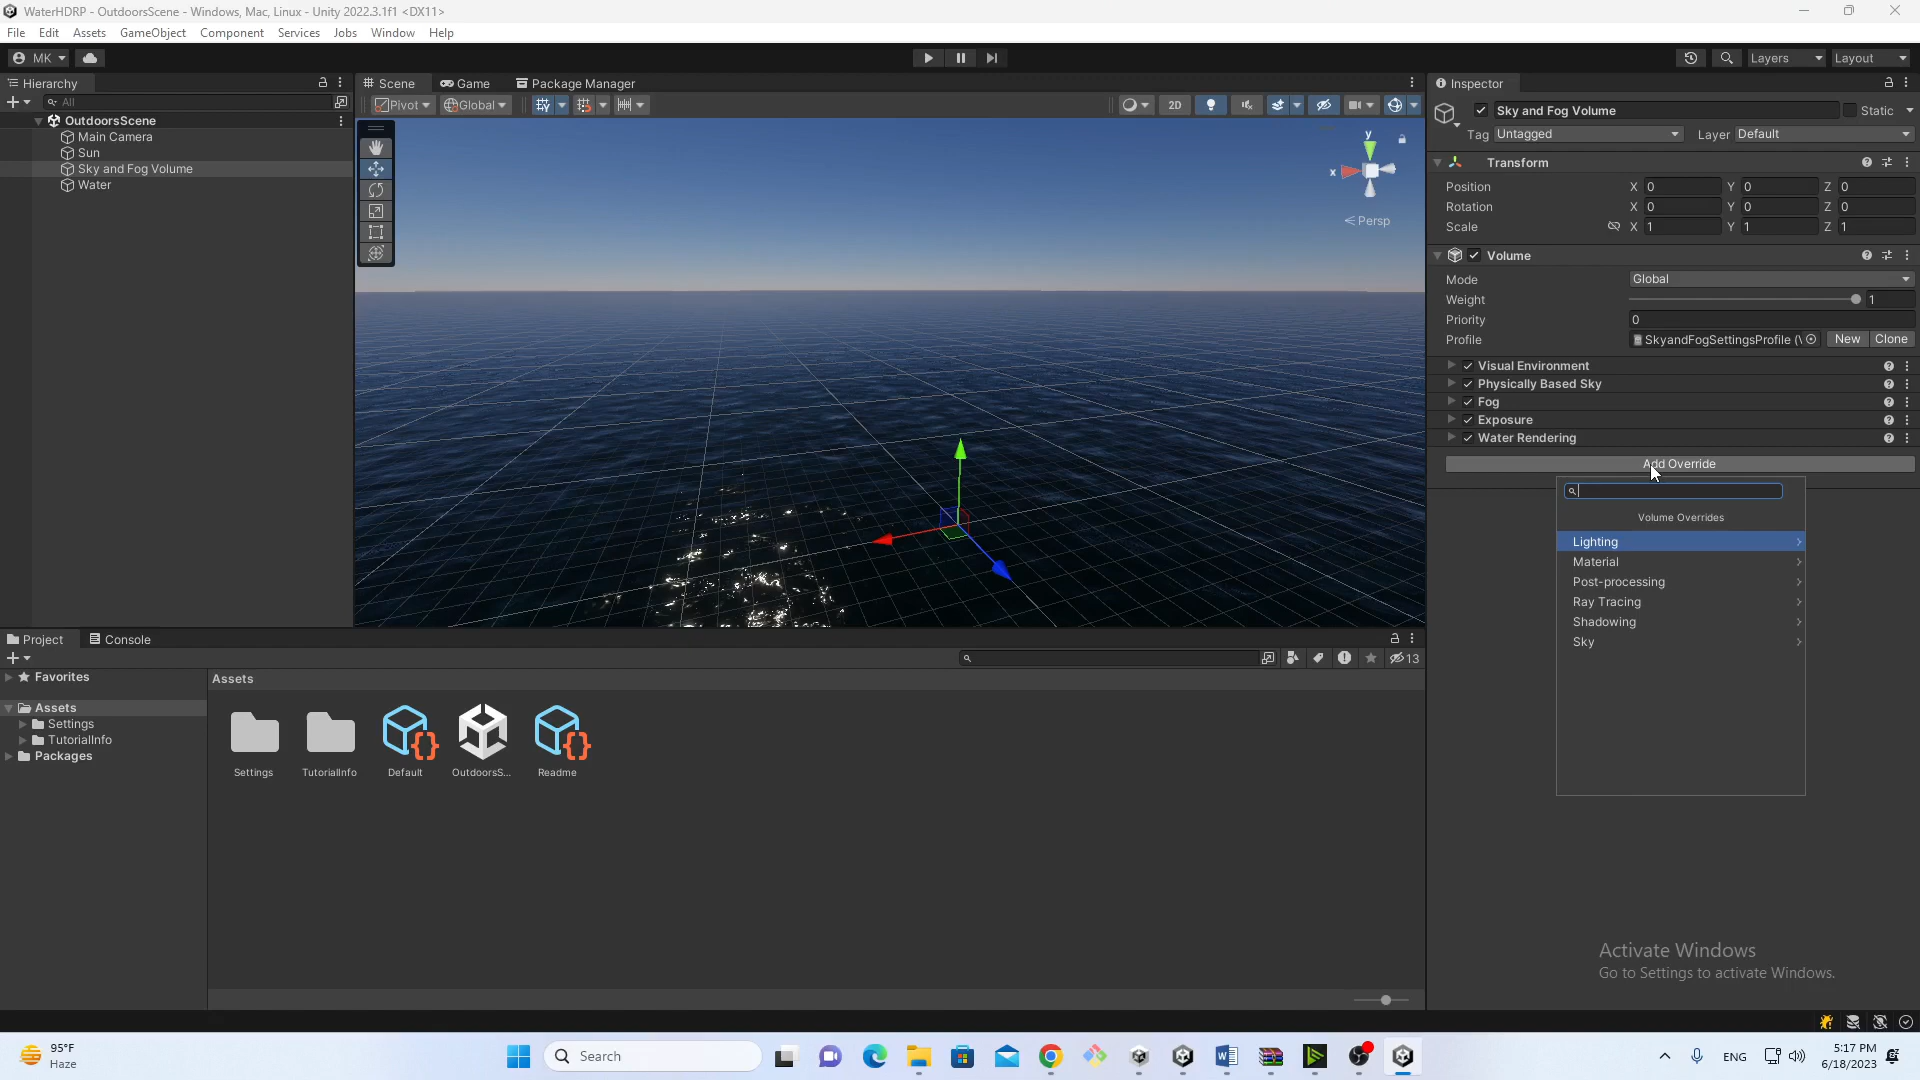 WaterHDRP - OutdoorsScene - Windows, Mac, Linux - Unity 2022.3.1f1 <DX11>
File Edit Assets GameObject Component Services Jobs Window Help
MK Layers Layout
Hierarchy
All
OutdoorsScene
Main Camera
Sun
Sky and Fog Volume
Water
Scene Game Package Manager
Pivot Global 2D
y
x
Persp
Inspector
Sky and Fog Volume Static
Tag Untagged Layer Default
Transform
Position X 0 Y 0 Z 0
Rotation X 0 Y 0 Z 0
Scale X 1 Y 1 Z 1
Volume
Mode Global
Weight 1
Priority 0
Profile SkyandFogSettingsProfile (V New Clone
Visual Environment
Physically Based Sky
Fog
Exposure
Water Rendering
Add Override
Volume Overrides
Lighting
Material
Post-processing
Ray Tracing
Shadowing
Sky
Project Console
13
Favorites
Assets
Settings
TutorialInfo
Packages
Assets
Settings TutorialInfo Default OutdoorsS... Readme
Activate Windows
Go to Settings to activate Windows.
95°F
Haze
Search
ENG
5:17 PM
6/18/2023